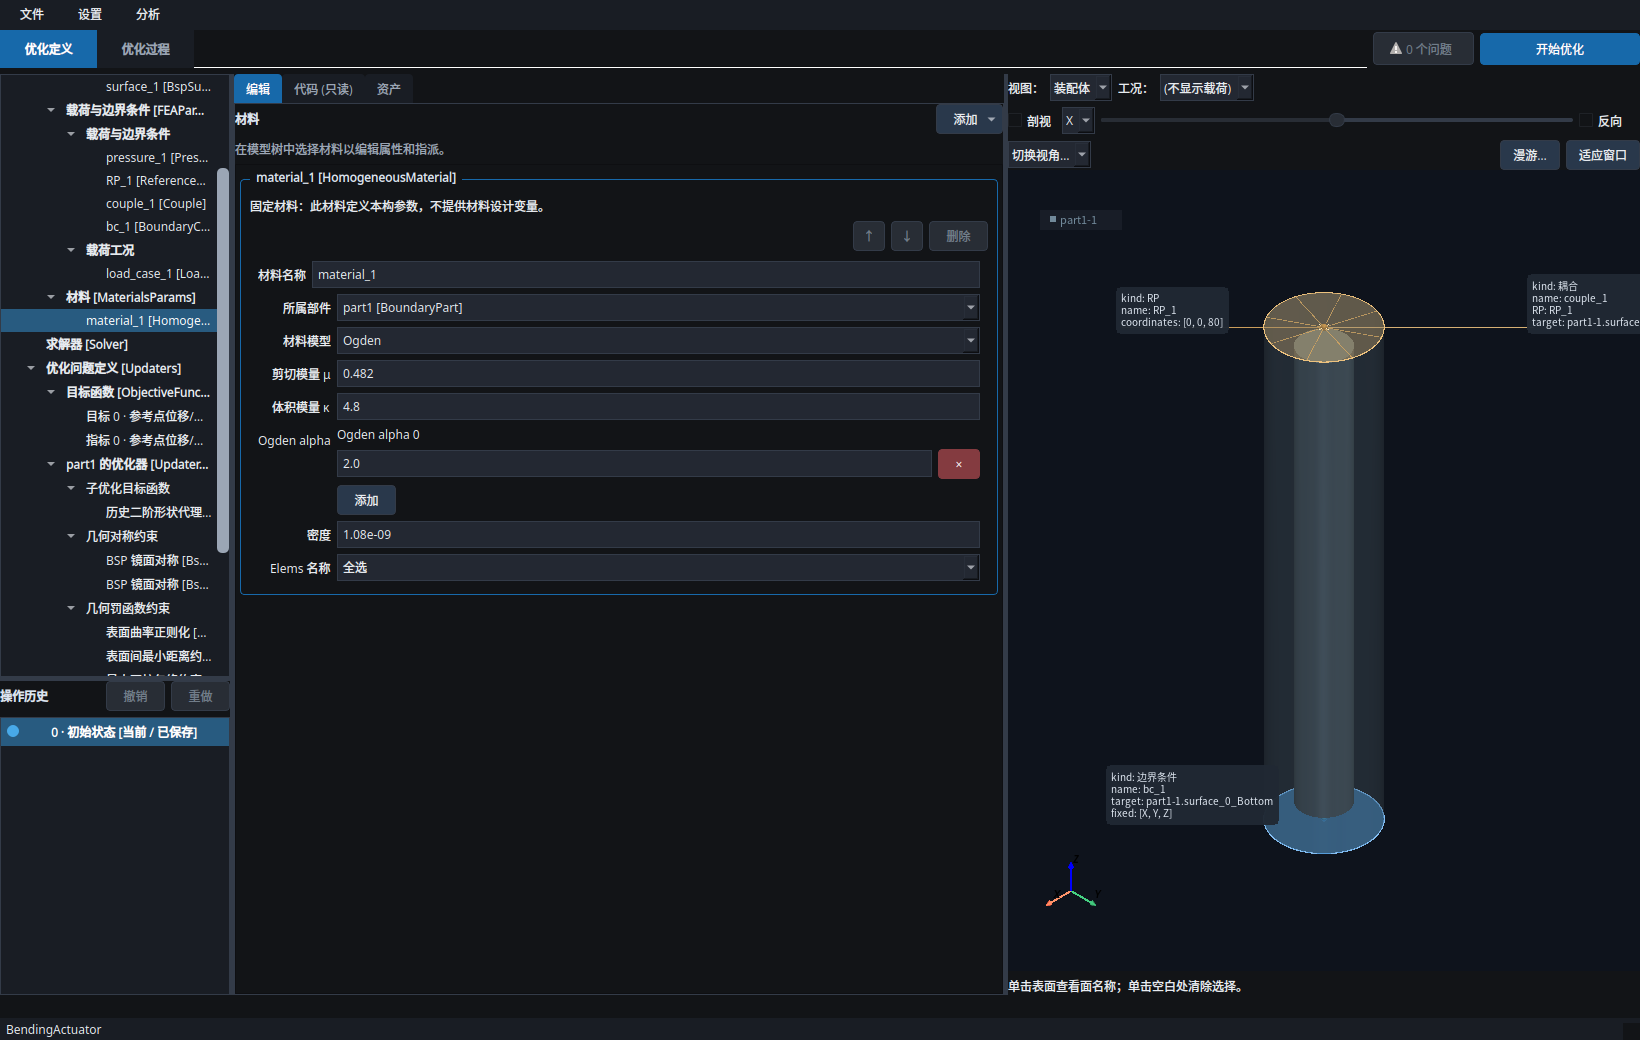 文件 设置 分析
优化定义 优化过程 0 个问题 开始优化
surface_1 [BspSu...
载荷与边界条件 [FEAPar...
载荷与边界条件
pressure_1 [Pres...
RP_1 [Reference...
couple_1 [Couple]
bc_1 [BoundaryC...
载荷工况
load_case_1 [Loa...
材料 [MaterialsParams]
material_1 [Homoge...
求解器 [Solver]
优化问题定义 [Updaters]
目标函数 [ObjectiveFunc...
目标 0 · 参考点位移/...
指标 0 · 参考点位移/...
part1 的优化器 [Updater...
子优化目标函数
历史二阶形状代理...
几何对称约束
BSP 镜面对称 [Bs...
BSP 镜面对称 [Bs...
几何罚函数约束
表面曲率正则化 [...
表面间最小距离约...
操作历史 撤销 重做
0 · 初始状态 [当前 / 已保存]
编辑 代码 (只读) 资产
材料 添加
在模型树中选择材料以编辑属性和指派。
material_1 [HomogeneousMaterial]
固定材料：此材料定义本构参数，不提供材料设计变量。
↑ ↓ 删除
材料名称 material_1
所属部件 part1 [BoundaryPart]
材料模型 Ogden
剪切模量 μ 0.482
体积模量 κ 4.8
Ogden alpha Ogden alpha 0
2.0 ×
添加
密度 1.08e-09
Elems 名称 全选
视图： 装配体 工况： (不显示载荷)
剖视 X 反向
切换视角... 漫游... 适应窗口
part1-1
kind: RP
name: RP_1
coordinates: [0, 0, 80]
kind: 耦合
name: couple_1
RP: RP_1
target: part1-1.surface
kind: 边界条件
name: bc_1
target: part1-1.surface_0_Bottom
fixed: [X, Y, Z]
Z
Y
单击表面查看面名称；单击空白处清除选择。
BendingActuator